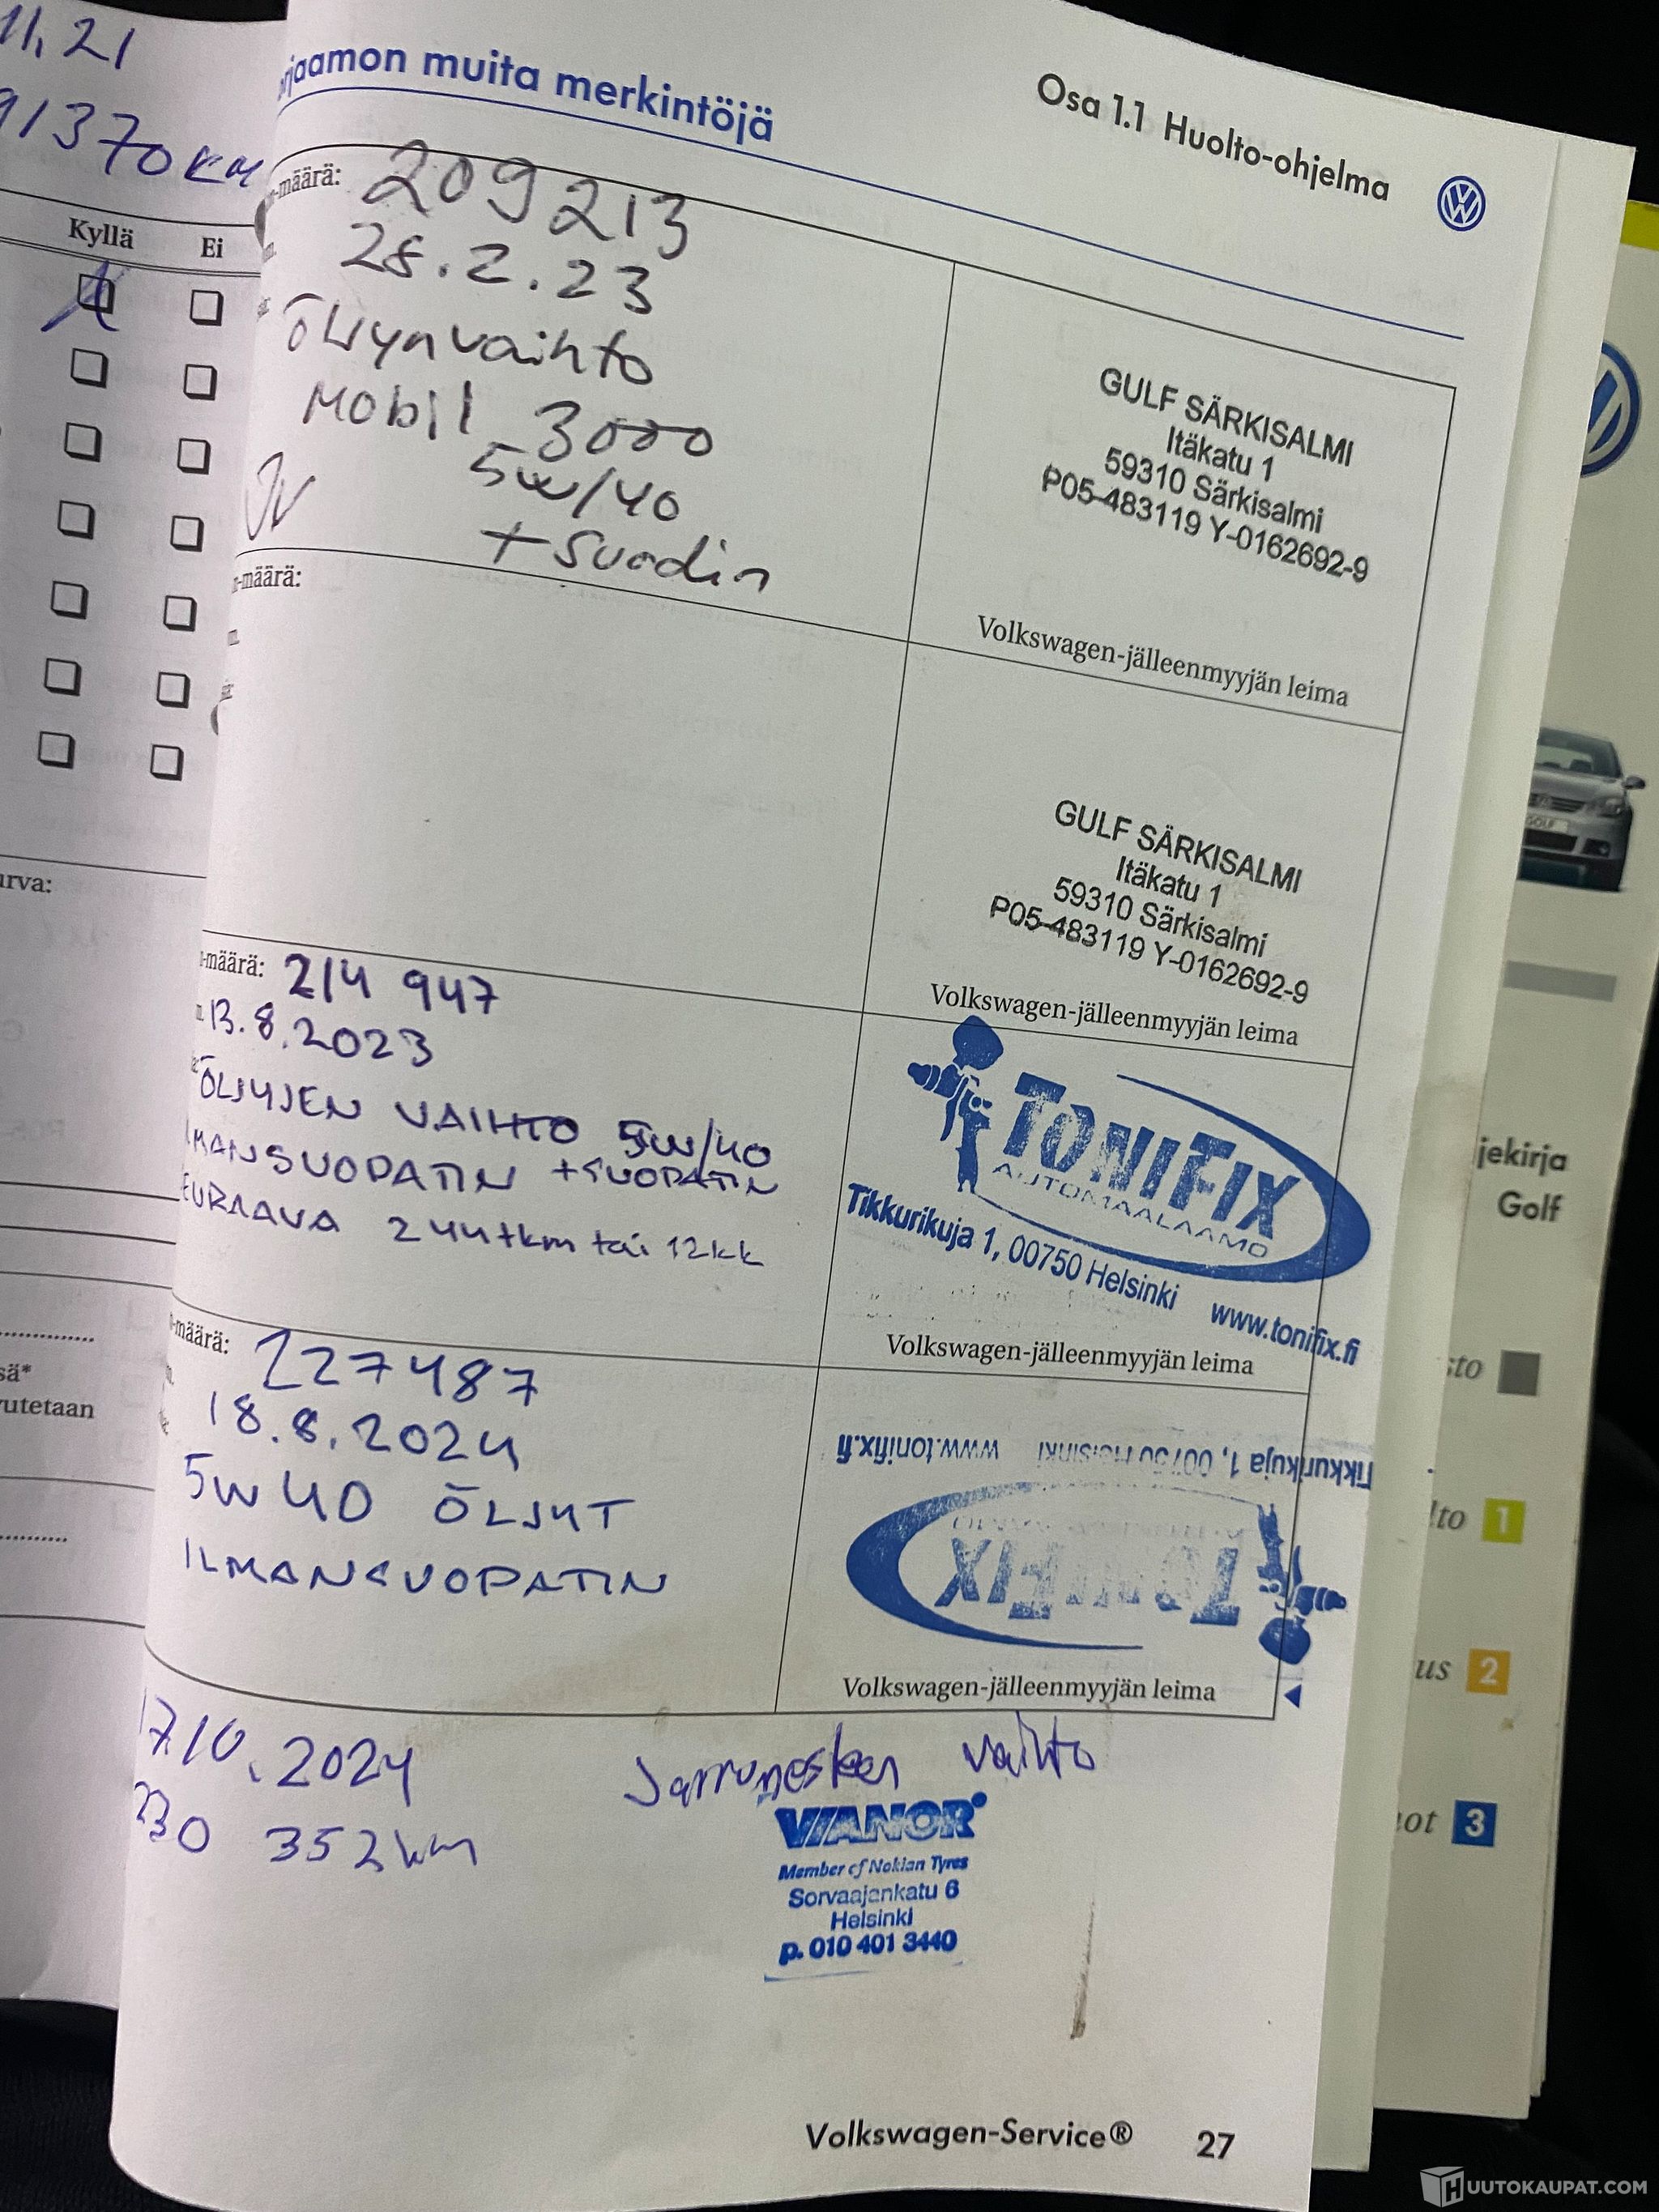 11.21
91370 KM
Kyllä Ei
urva:
sä*
utetaan
rjaamon muita merkintöjä
Osa 1.1 Huolto-ohjelma
m-määrä: 209213
28.2.23
ÖLJYnvaihto
MObil 3000
5w/40
+suodin
GULF SÄRKISALMI
Itäkatu 1
59310 Särkisalmi
P05-483119 Y-0162692-9
Volkswagen-jälleenmyyjän leima
m-määrä:
GULF SÄRKISALMI
Itäkatu 1
59310 Särkisalmi
P05-483119 Y-0162692-9
Volkswagen-jälleenmyyjän leima
m-määrä: 214 947
13.8.2023
ÖLJYJEN VAIHTO 5W/40
ILMANSUODATIN +SUODATIN
SEURAAVA 244tkm tai 12kk
TONIFIX
AUTOMAALAAMO
Tikkurikuja 1, 00750 Helsinki www.tonifix.fi
Volkswagen-jälleenmyyjän leima
m-määrä: 227487
18.8.2024
5W40 ÖLJYT
ILMANSUODATIN
Tikkurikuja 1, 00750 Helsinki www.tonifix.fi
TONIFIX
Volkswagen-jälleenmyyjän leima
17.10.2024 Jarrunesteen vaihto
230 352km
VIANOR
Member of Nokian Tyres
Sorvaajankatu 6
Helsinki
p. 010 401 3440
Volkswagen-Service® 27
GOLF
jekirja
Golf
sto
lto 1
us 2
ot 3
HUUTOKAUPAT.COM